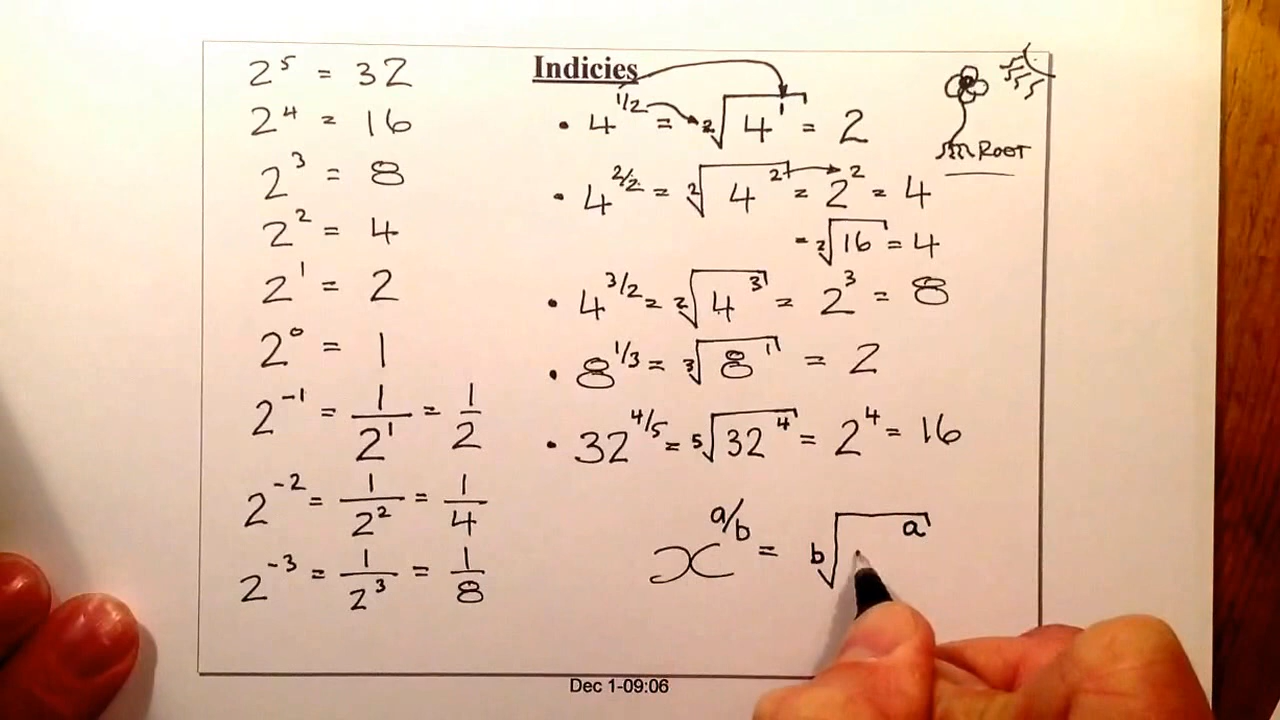 2⁵ = 32
2⁴ = 16
2³ = 8
2² = 4
2¹ = 2
2⁰ = 1
2⁻¹ = 1/2¹ = 1/2
2⁻² = 1/2² = 1/4
2⁻³ = 1/2³ = 1/8
Indicies
• 4^(1/2) = ²√(4¹) = 2
• 4^(2/2) = ²√(4²) = 2² = 4
= ²√16 = 4
• 4^(3/2) = ²√(4³) = 2³ = 8
• 8^(1/3) = ³√(8¹) = 2
• 32^(4/5) = ⁵√(32⁴) = 2⁴ = 16
x^(a/b) = ᵇ√( ᵃ)
ROOT
Dec 1-09:06